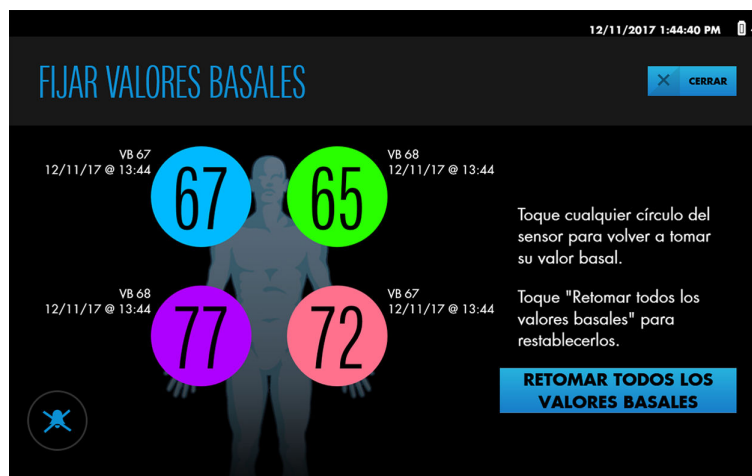 12/11/2017 1:44:40 PM
FIJAR VALORES BASALES
CERRAR
VB 67
12/11/17 @ 13:44
67
65
VB 68
12/11/17 @ 13:44
VB 68
12/11/17 @ 13:44
77
72
VB 67
12/11/17 @ 13:44
Toque cualquier círculo del
sensor para volver a tomar
su valor basal.
Toque "Retomar todos los
valores basales" para
restablecerlos.
RETOMAR TODOS LOS
VALORES BASALES